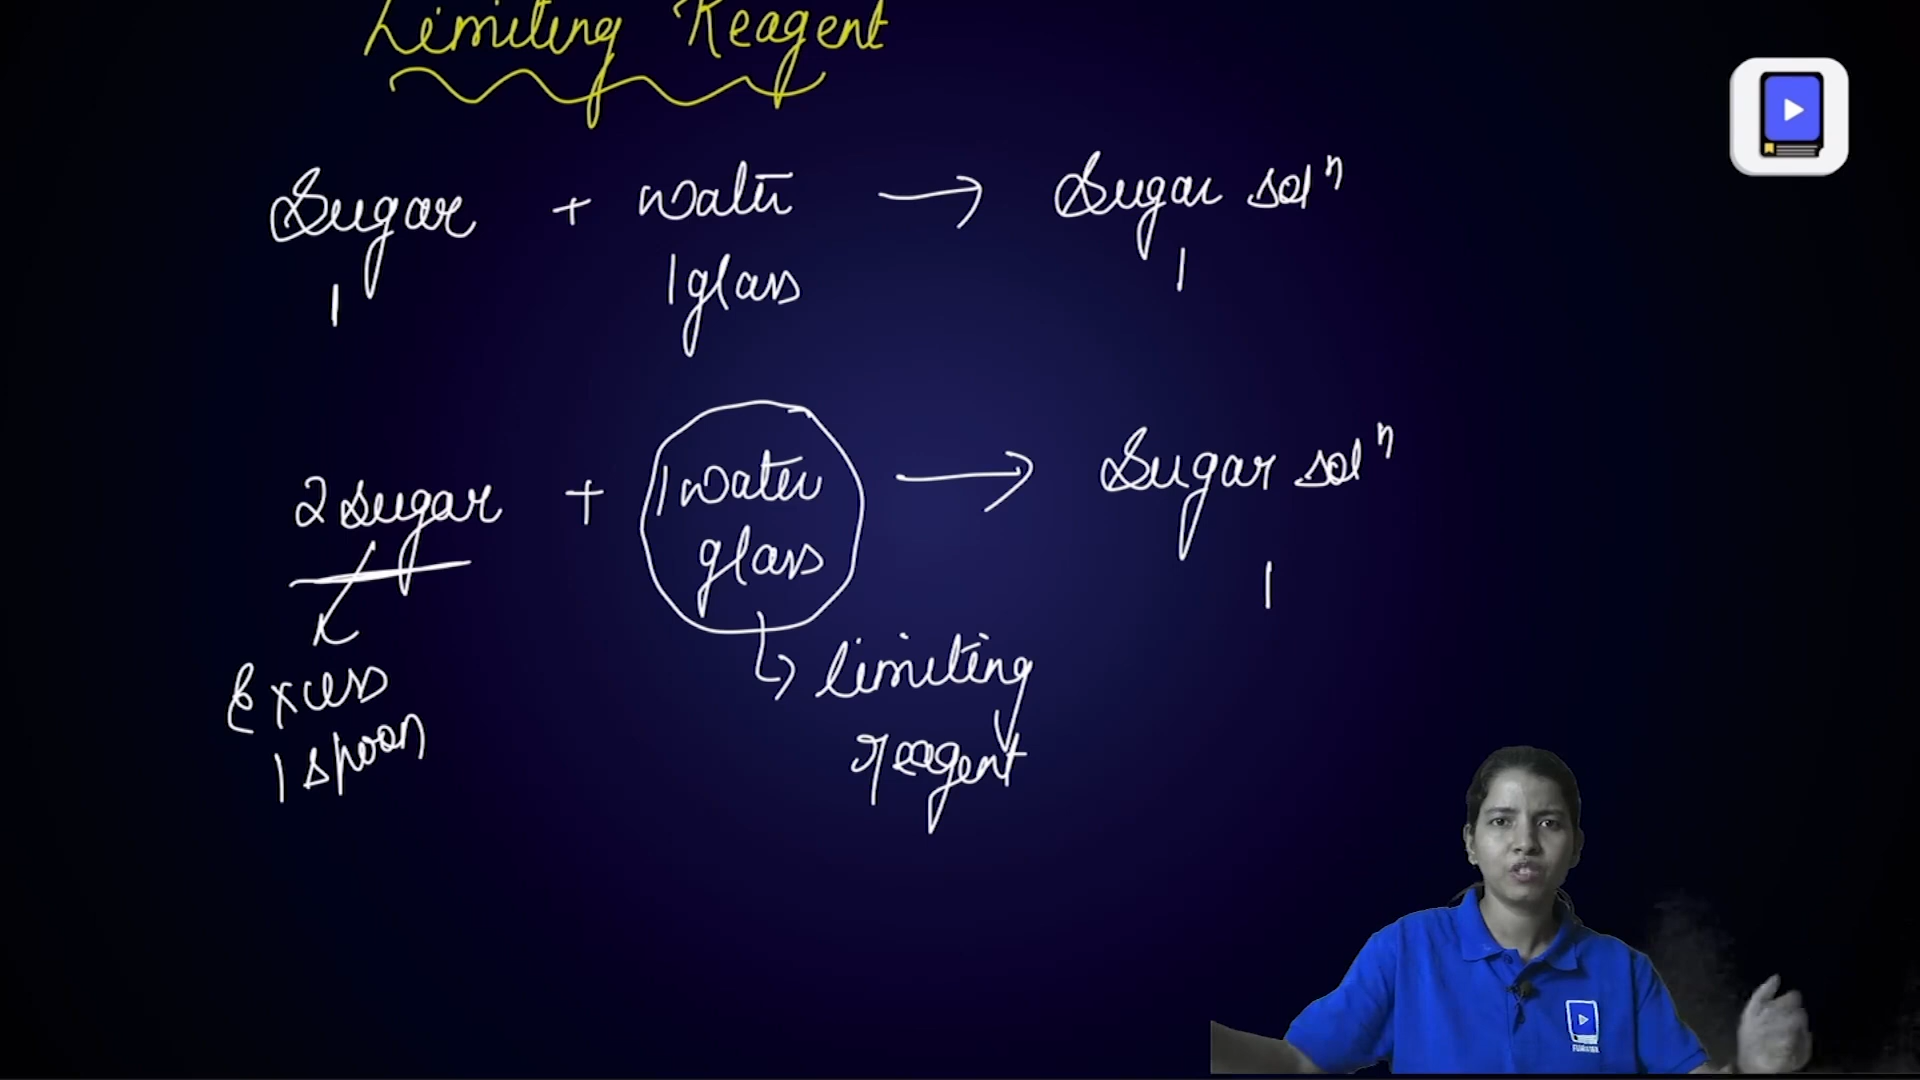 Limiting Reagent
Sugar + water → Sugar solⁿ
1 1 glass 1
2 sugar + 1 water → Sugar solⁿ
glass 1
Excess limiting
1 spoon reagent